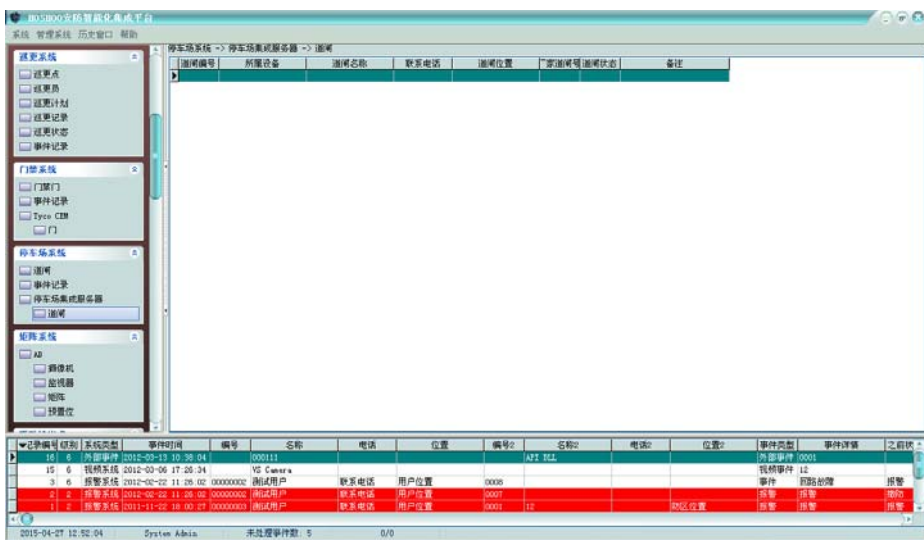 HOSHOO安防智能化集成平台
系统 管理系统 历史窗口 帮助
巡更系统
巡更点
巡更员
巡更计划
巡更记录
巡更状态
事件记录
门禁系统
门禁门
事件记录
Tyco CEM
门
停车场系统
道闸
事件记录
停车场集成服务器
道闸
矩阵系统
AD
摄像机
监视器
矩阵
预置位
停车场系统 -> 停车场集成服务器 -> 道闸
道闸编号 所属设备 道闸名称 联系电话 道闸位置 家道闸号 道闸状态 备注
记录编号 级别 系统类型 事件时间 编号 名称 电话 位置 编号2 名称2 电话2 位置2 事件类型 事件详情 之前状
16 6 外部事件 2012-03-13 10:38:04 000111 API DLL 外部事件 0001
15 6 视频系统 2012-03-06 17:26:34 VS Camera 视频事件 12
3 6 报警系统 2012-02-22 11:26:02 00000002 测试用户 联系电话 用户位置 0008 事件 回路故障 报警
2 2 报警系统 2012-02-22 11:26:02 00000002 测试用户 联系电话 用户位置 0007 报警 报警 撤防
1 2 报警系统 2011-11-22 18:00:27 00000003 测试用户 联系电话 用户位置 0001 12 防区位置 报警 报警 报警
2015-04-27 12:52:04 System Admin 未处理事件数: 5 0/0